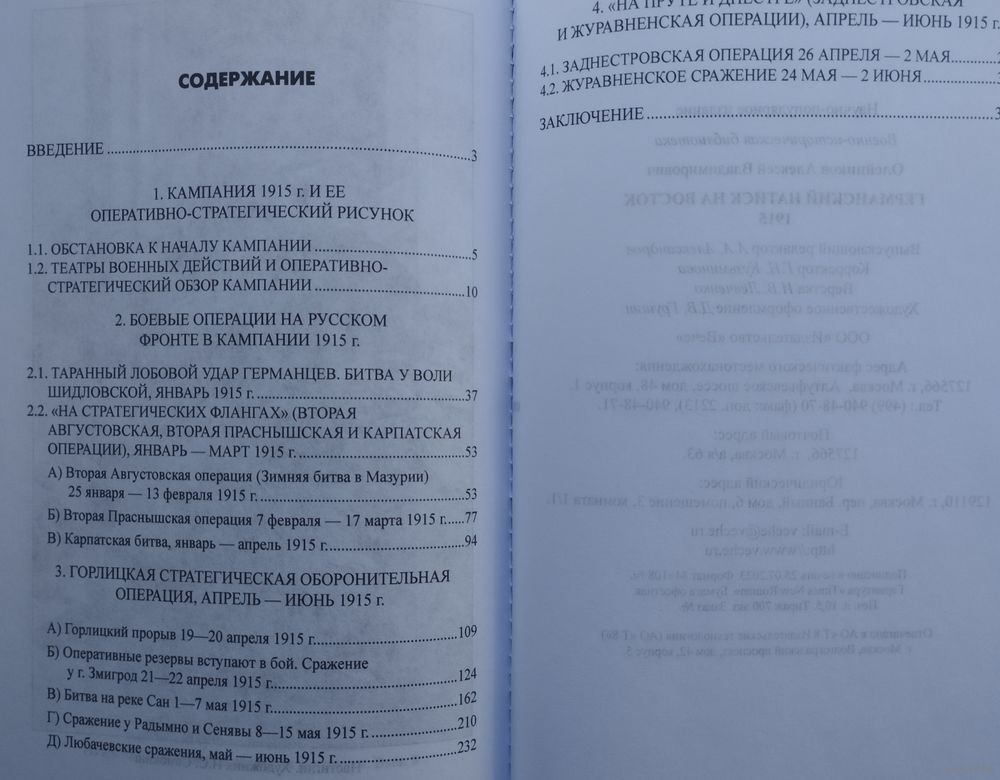 СОДЕРЖАНИЕ
ВВЕДЕНИЕ ...3
1. КАМПАНИЯ 1915 г. И ЕЕ
ОПЕРАТИВНО-СТРАТЕГИЧЕСКИЙ РИСУНОК
1.1. ОБСТАНОВКА К НАЧАЛУ КАМПАНИИ ...5
1.2. ТЕАТРЫ ВОЕННЫХ ДЕЙСТВИЙ И ОПЕРАТИВНО-
СТРАТЕГИЧЕСКИЙ ОБЗОР КАМПАНИИ ...10
2. БОЕВЫЕ ОПЕРАЦИИ НА РУССКОМ
ФРОНТЕ В КАМПАНИИ 1915 г.
2.1. ТАРАННЫЙ ЛОБОВОЙ УДАР ГЕРМАНЦЕВ. БИТВА У ВОЛИ
ШИДЛОВСКОЙ, ЯНВАРЬ 1915 г. ...37
2.2. «НА СТРАТЕГИЧЕСКИХ ФЛАНГАХ» (ВТОРАЯ
АВГУСТОВСКАЯ, ВТОРАЯ ПРАСНЫШСКАЯ И КАРПАТСКАЯ
ОПЕРАЦИИ), ЯНВАРЬ — МАРТ 1915 г. ...53
А) Вторая Августовская операция (Зимняя битва в Мазурии)
25 января — 13 февраля 1915 г. ...53
Б) Вторая Праснышская операция 7 февраля — 17 марта 1915 г. ...77
В) Карпатская битва, январь — апрель 1915 г. ...94
3. ГОРЛИЦКАЯ СТРАТЕГИЧЕСКАЯ ОБОРОНИТЕЛЬНАЯ
ОПЕРАЦИЯ, АПРЕЛЬ — ИЮНЬ 1915 г.
А) Горлицкий прорыв 19—20 апреля 1915 г. ...109
Б) Оперативные резервы вступают в бой. Сражение
у г. Змигрод 21—22 апреля 1915 г. ...124
В) Битва на реке Сан 1—7 мая 1915 г. ...162
Г) Сражение у Радымно и Сенявы 8—15 мая 1915 г. ...210
Д) Любачевские сражения, май — июнь 1915 г. ...232
4. «НА ПРУТЕ И ДНЕСТРЕ» (ЗАДНЕСТРОВСКАЯ
И ЖУРАВНЕНСКАЯ ОПЕРАЦИИ), АПРЕЛЬ — ИЮНЬ 1915 г.
4.1. ЗАДНЕСТРОВСКАЯ ОПЕРАЦИЯ 26 АПРЕЛЯ — 2 МАЯ...
4.2. ЖУРАВНЕНСКОЕ СРАЖЕНИЕ 24 МАЯ — 2 ИЮНЯ...
ЗАКЛЮЧЕНИЕ ...